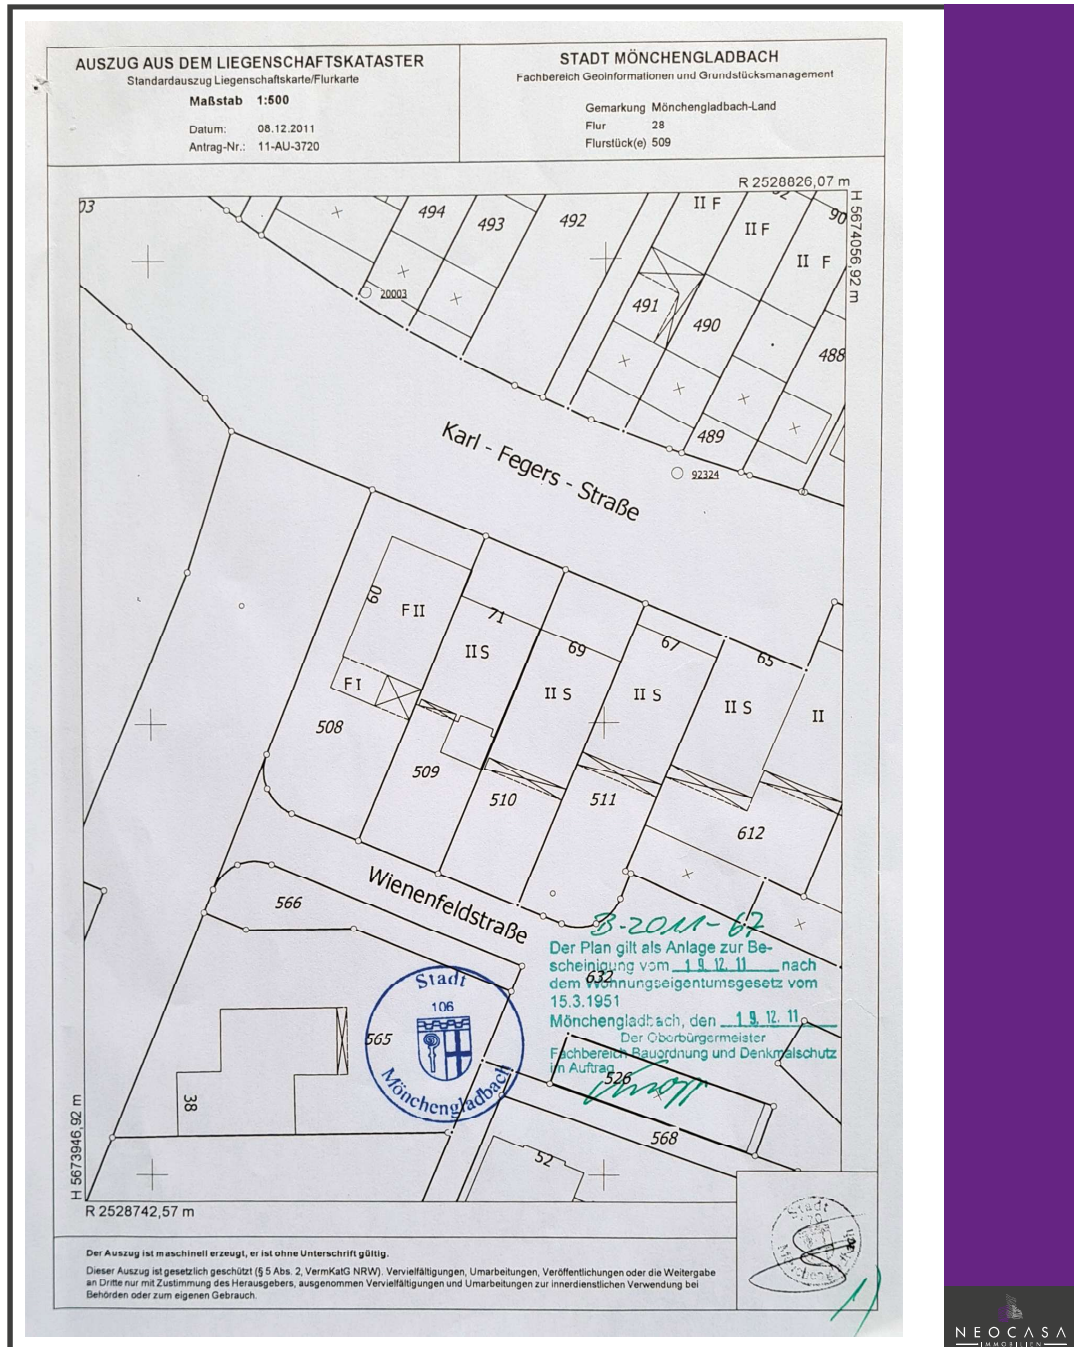 AUSZUG AUS DEM LIEGENSCHAFTSKATASTER
Standardauszug Liegenschaftskarte/Flurkarte
Maßstab 1:500
Datum: 08.12.2011
Antrag-Nr.: 11-AU-3720
STADT MÖNCHENGLADBACH
Fachbereich Geoinformationen und Grundstücksmanagement
Gemarkung Mönchengladbach-Land
Flur 28
Flurstück(e) 509
R 2528826,07 m
H 5674056,92 m
03
494
493
492
II F
II F
90
II F
20003
491
490
488
489
92324
Karl - Fegers - Straße
60
F II
71
II S
69
67
65
F I
II S
II S
II S
II
508
509
510
511
612
Wienenfeldstraße
566
B-2011-67
Der Plan gilt als Anlage zur Be-
scheinigung vom 19.12.11 nach
632
dem Wohnungseigentumsgesetz vom
15.3.1951
Mönchengladbach, den 19.12.11
Der Oberbürgermeister
Fachbereich Bauordnung und Denkmalschutz
im Auftrag
Stadt
106
Mönchengladbach
565
526
38
568
52
H 5673946,92 m
R 2528742,57 m
Stadt
Mönchengladbach
Der Auszug ist maschinell erzeugt, er ist ohne Unterschrift gültig.
Dieser Auszug ist gesetzlich geschützt (§ 5 Abs. 2, VermKatG NRW). Vervielfältigungen, Umarbeitungen, Veröffentlichungen oder die Weitergabe
an Dritte nur mit Zustimmung des Herausgebers, ausgenommen Vervielfältigungen und Umarbeitungen zur innerdienstlichen Verwendung bei
Behörden oder zum eigenen Gebrauch.
1)
NEOCASA
IMMOBILIEN